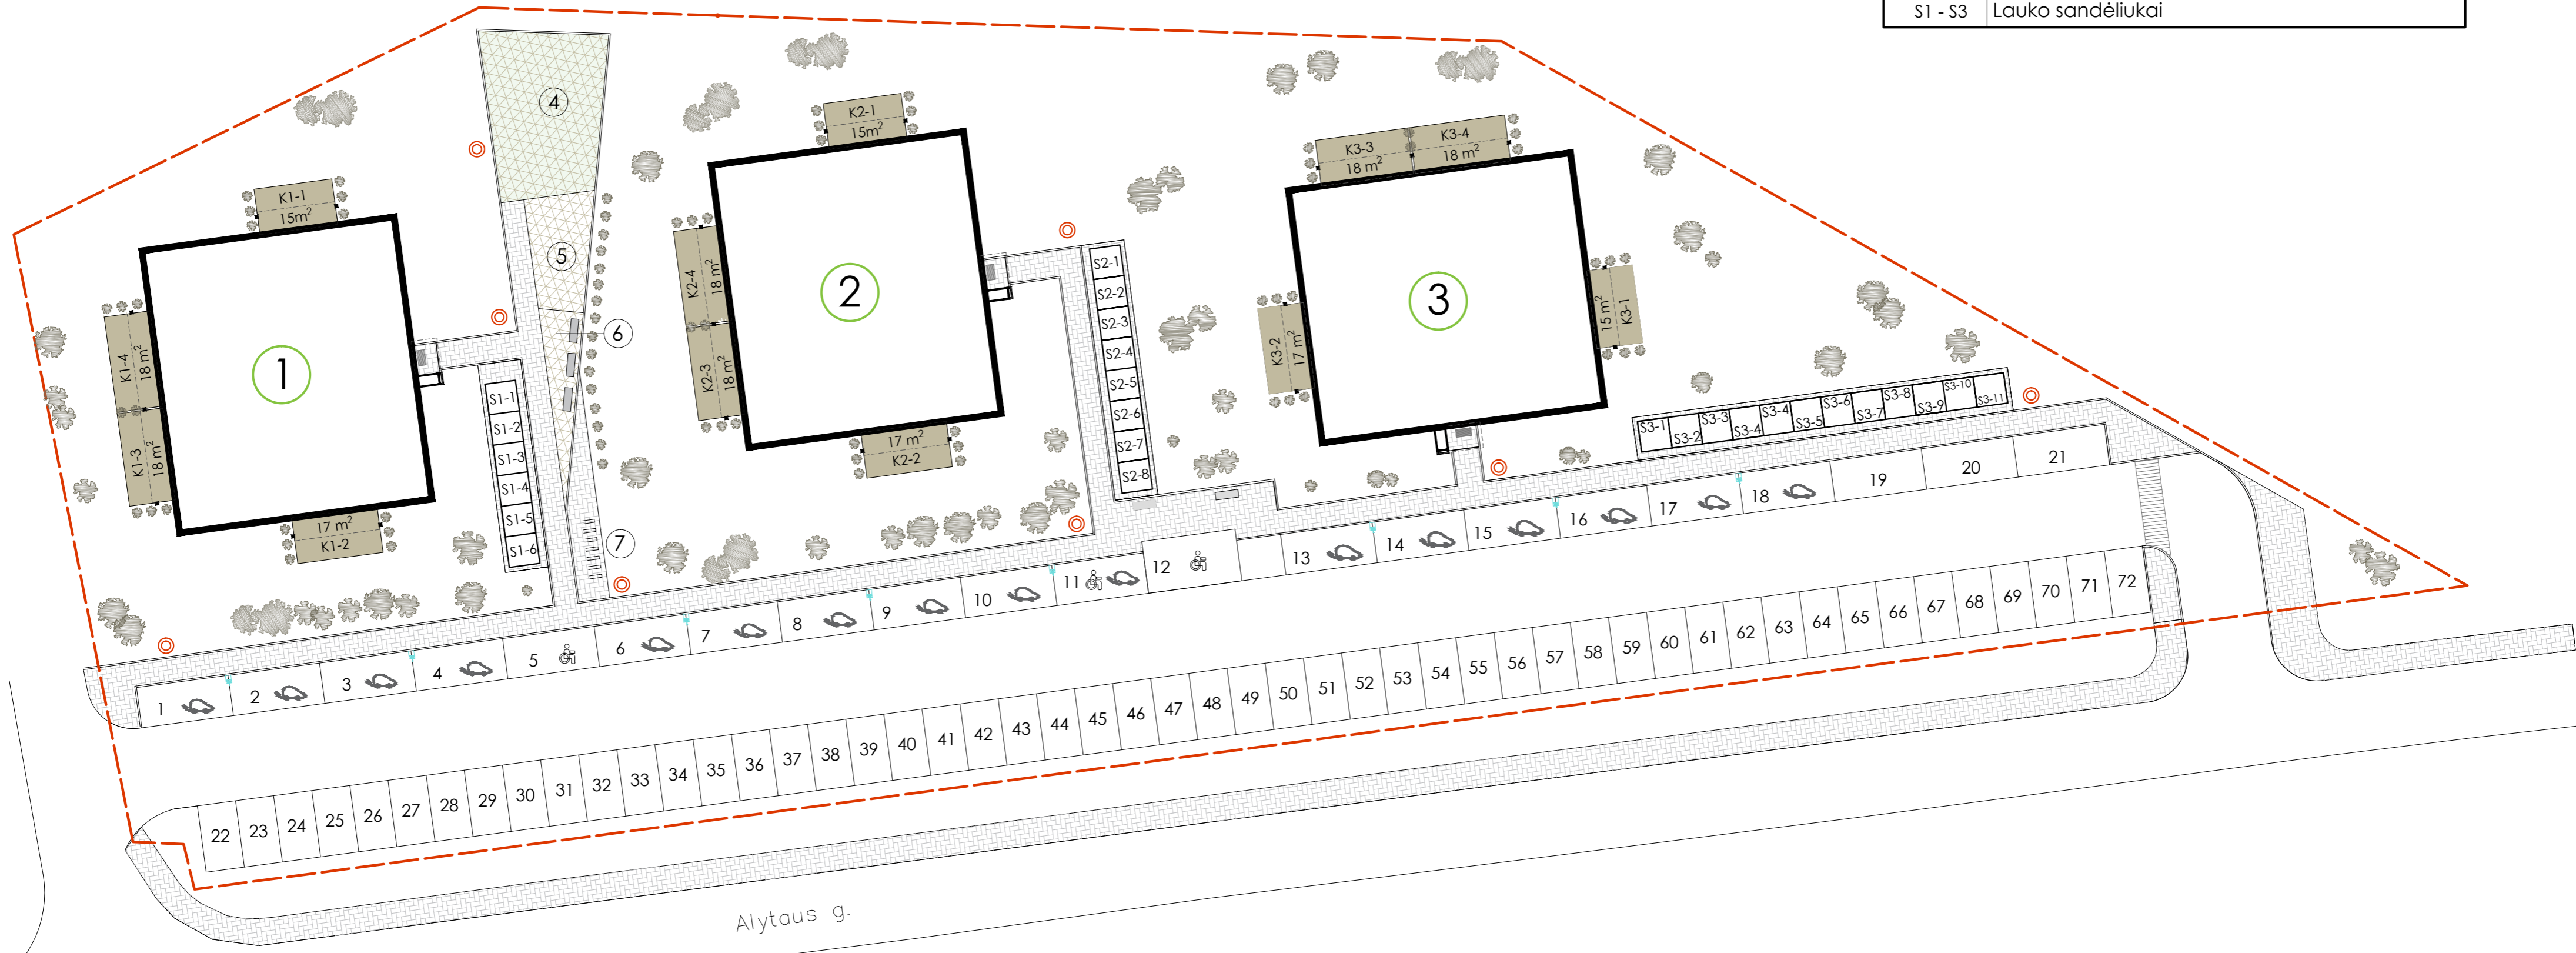 S1 - S3 Lauko sandėliukai
4
K2-1
15m²
K3-3
18 m²
K3-4
18 m²
K1-1
15m²
5
K2-4
18 m²
2
S2-1
S2-2
S2-3
S2-4
S2-5
S2-6
S2-7
S2-8
3
15 m²
K3-1
K3-2
17 m²
6
K2-3
18 m²
1
K1-4
18 m²
K1-3
18 m²
S1-1
S1-2
S1-3
S1-4
S1-5
S1-6
17 m²
K2-2
17 m²
K1-2
7
S3-1
S3-2
S3-3
S3-4
S3-4
S3-5
S3-6
S3-7
S3-8
S3-9
S3-10
S3-11
1
2
3
4
5
6
7
8
9
10
11
12
13
14
15
16
17
18
19
20
21
22
23
24
25
26
27
28
29
30
31
32
33
34
35
36
37
38
39
40
41
42
43
44
45
46
47
48
49
50
51
52
53
54
55
56
57
58
59
60
61
62
63
64
65
66
67
68
69
70
71
72
Alytaus g.